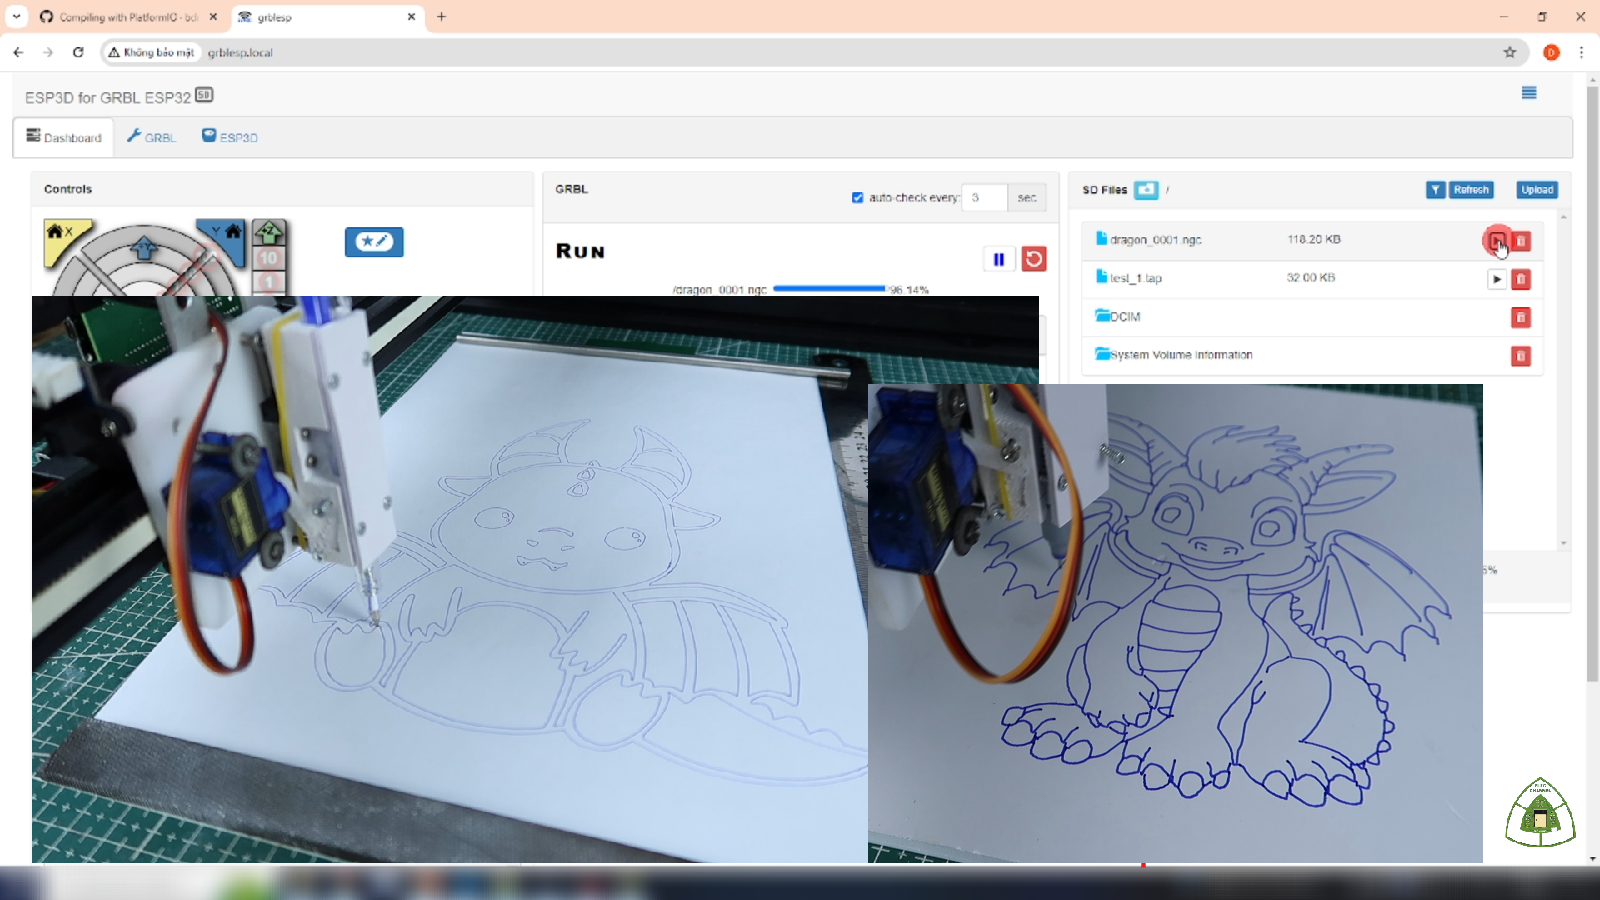 Compiling with PlatformIO - bd
grblesp
Không bảo mật
grblesp.local
D
ESP3D for GRBL ESP32 SD
Dashboard
GRBL
ESP3D
Controls
X
Y
+Z
+Y
10
1
GRBL
auto-check every:
3
sec
Run
/dragon_0001.ngc
96.14%
SD Files
/
Refresh
Upload
dragon_0001.ngc
118.20 KB
test_1.tap
32.00 KB
DCIM
System Volume Information
5%